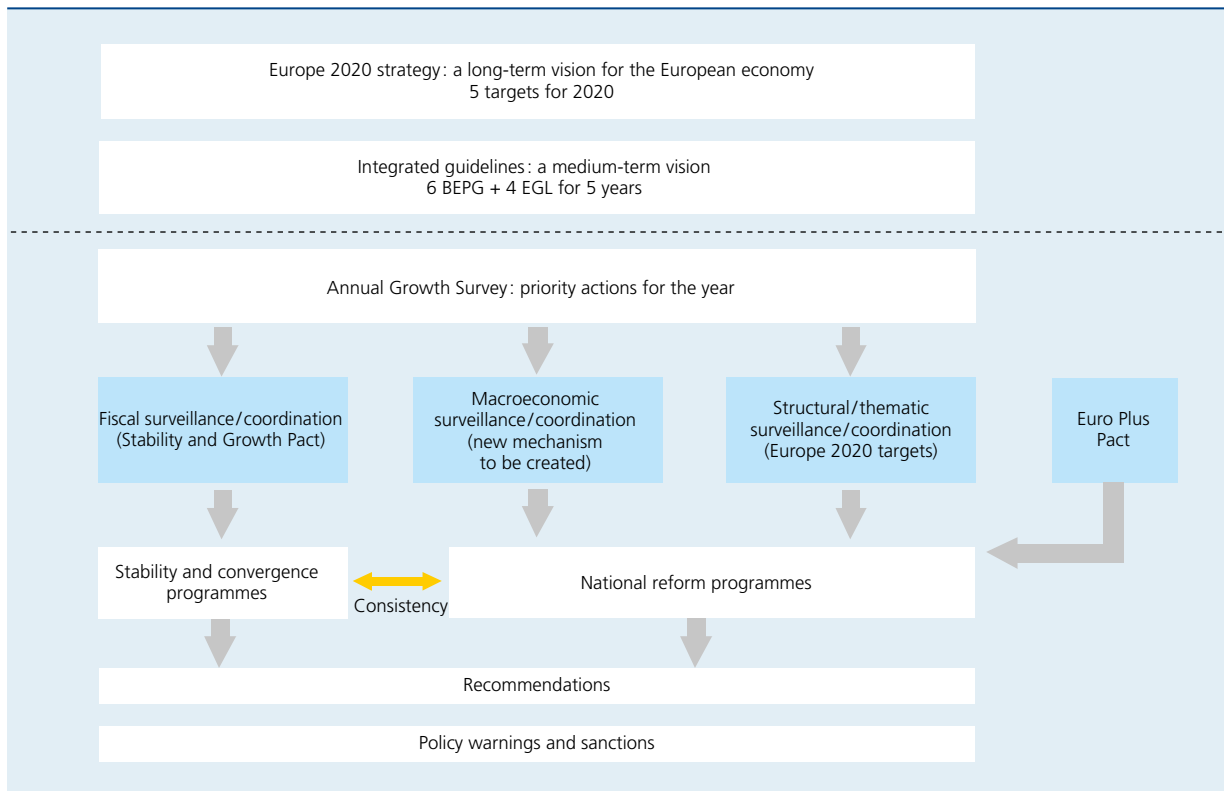 Europe 2020 strategy: a long-term vision for the European economy
5 targets for 2020
Integrated guidelines: a medium-term vision
6 BEPG + 4 EGL for 5 years
Annual Growth Survey: priority actions for the year
Fiscal surveillance/coordination
(Stability and Growth Pact)
Macroeconomic
surveillance/coordination
(new mechanism
to be created)
Structural/thematic
surveillance/coordination
(Europe 2020 targets)
Euro Plus
Pact
Stability and convergence
programmes
Consistency
National reform programmes
Recommendations
Policy warnings and sanctions